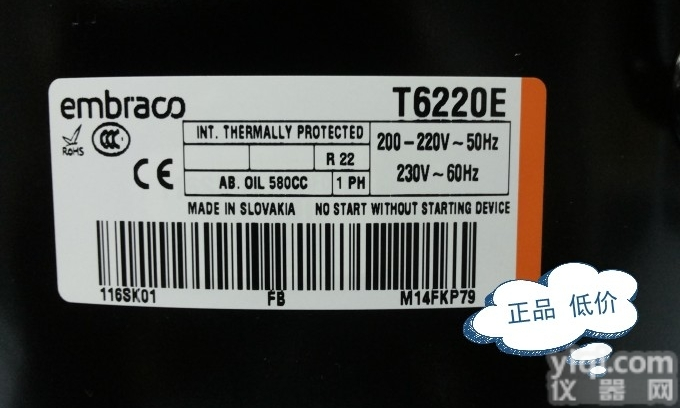 embraco T6220E
RoHS CCC CE
INT. THERMALLY PROTECTED
R 22
AB. OIL 580CC 1 PH
200-220V~50Hz
230V~60Hz
MADE IN SLOVAKIA NO START WITHOUT STARTING DEVICE
116SK01 FB M14FKP79
正品 低价
yiqi.com
仪器网